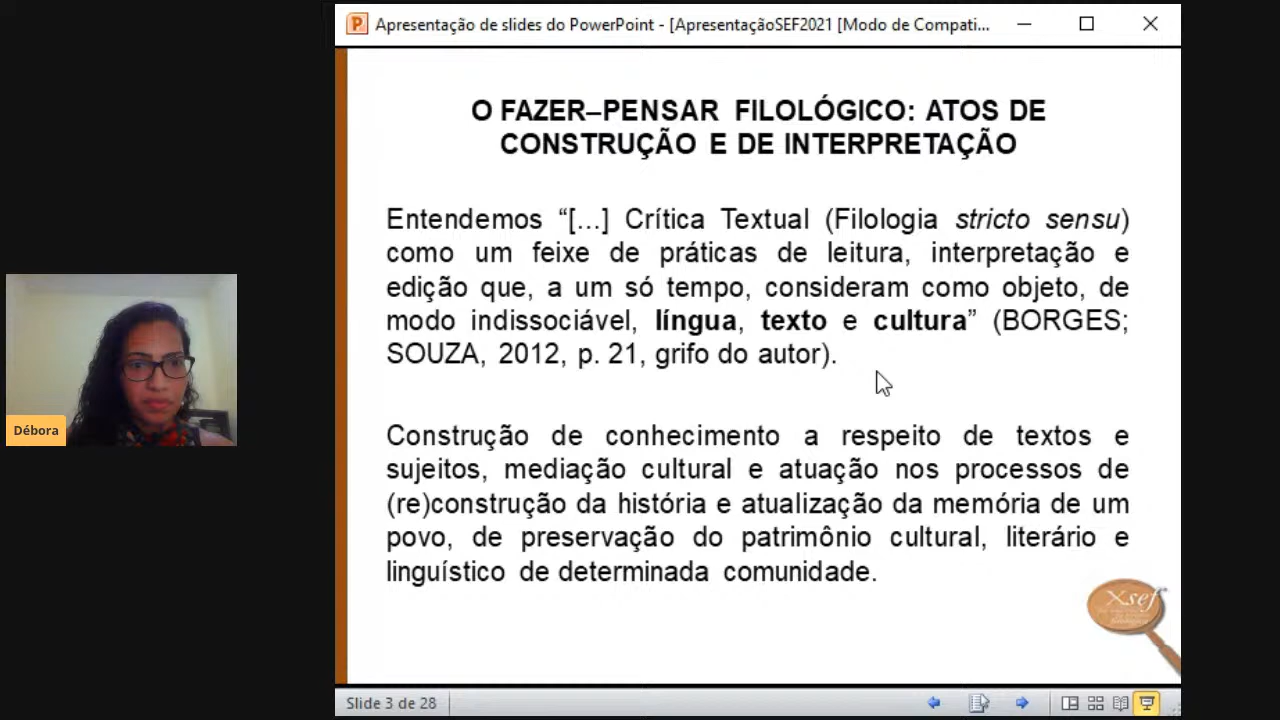 Apresentação de slides do PowerPoint - [ApresentaçãoSEF2021 [Modo de Compati...
O FAZER–PENSAR FILOLÓGICO: ATOS DE
CONSTRUÇÃO E DE INTERPRETAÇÃO
Entendemos “[...] Crítica Textual (Filologia stricto sensu)
como um feixe de práticas de leitura, interpretação e
edição que, a um só tempo, consideram como objeto, de
modo indissociável, língua, texto e cultura” (BORGES;
SOUZA, 2012, p. 21, grifo do autor).
Construção de conhecimento a respeito de textos e
sujeitos, mediação cultural e atuação nos processos de
(re)construção da história e atualização da memória de um
povo, de preservação do patrimônio cultural, literário e
linguístico de determinada comunidade.
Débora
Xsef
Slide 3 de 28